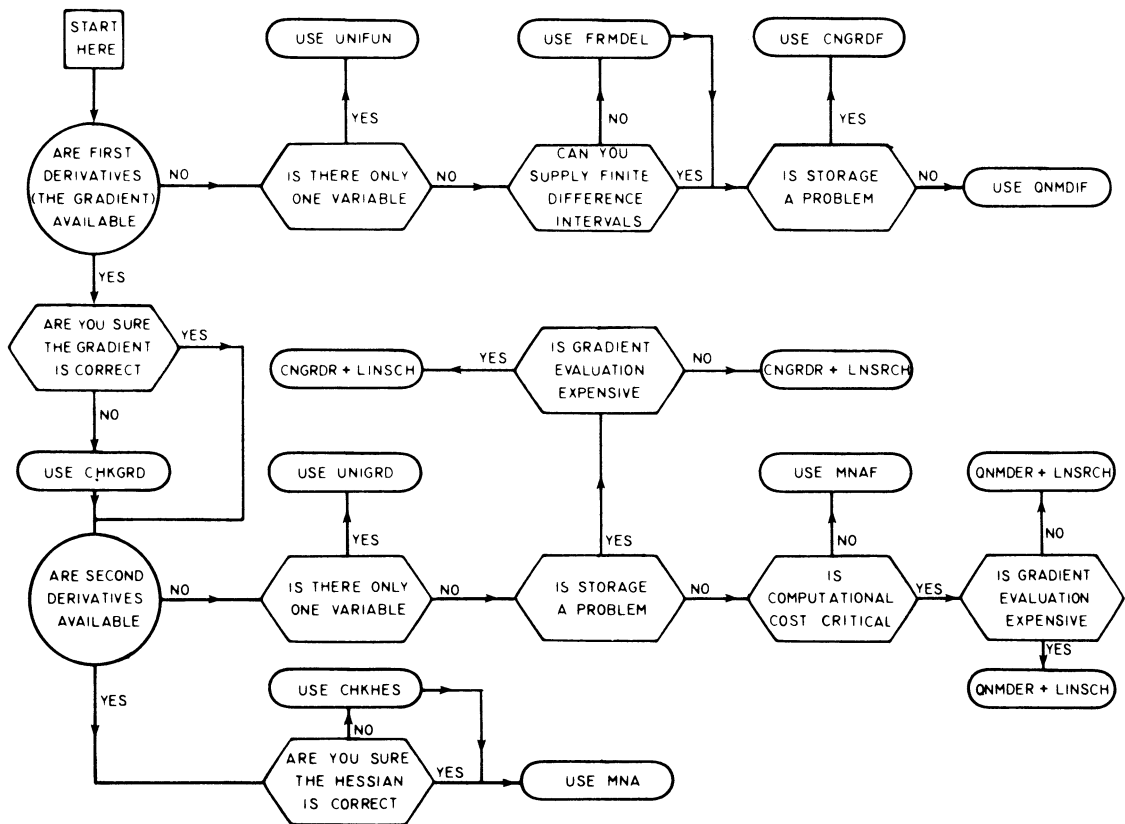 START
HERE
USE UNIFUN
USE FRMDEL
USE CNGRDF
YES
NO
YES
ARE FIRST
DERIVATIVES
(THE GRADIENT)
AVAILABLE
NO
IS THERE ONLY
ONE VARIABLE
NO
CAN YOU
SUPPLY FINITE
DIFFERENCE
INTERVALS
YES
IS STORAGE
A PROBLEM
NO
USE QNMDIF
YES
ARE YOU SURE
THE GRADIENT
IS CORRECT
YES
NO
USE CHKGRD
CNGRDR + LINSCH
YES
IS GRADIENT
EVALUATION
EXPENSIVE
NO
CNGRDR + LNSRCH
USE UNIGRD
USE MNAF
QNMDER + LNSRCH
YES
YES
NO
NO
ARE SECOND
DERIVATIVES
AVAILABLE
NO
IS THERE ONLY
ONE VARIABLE
NO
IS STORAGE
A PROBLEM
NO
IS
COMPUTATIONAL
COST CRITICAL
YES
IS GRADIENT
EVALUATION
EXPENSIVE
YES
QNMDER + LINSCH
YES
USE CHKHES
NO
ARE YOU SURE
THE HESSIAN
IS CORRECT
YES
USE MNA